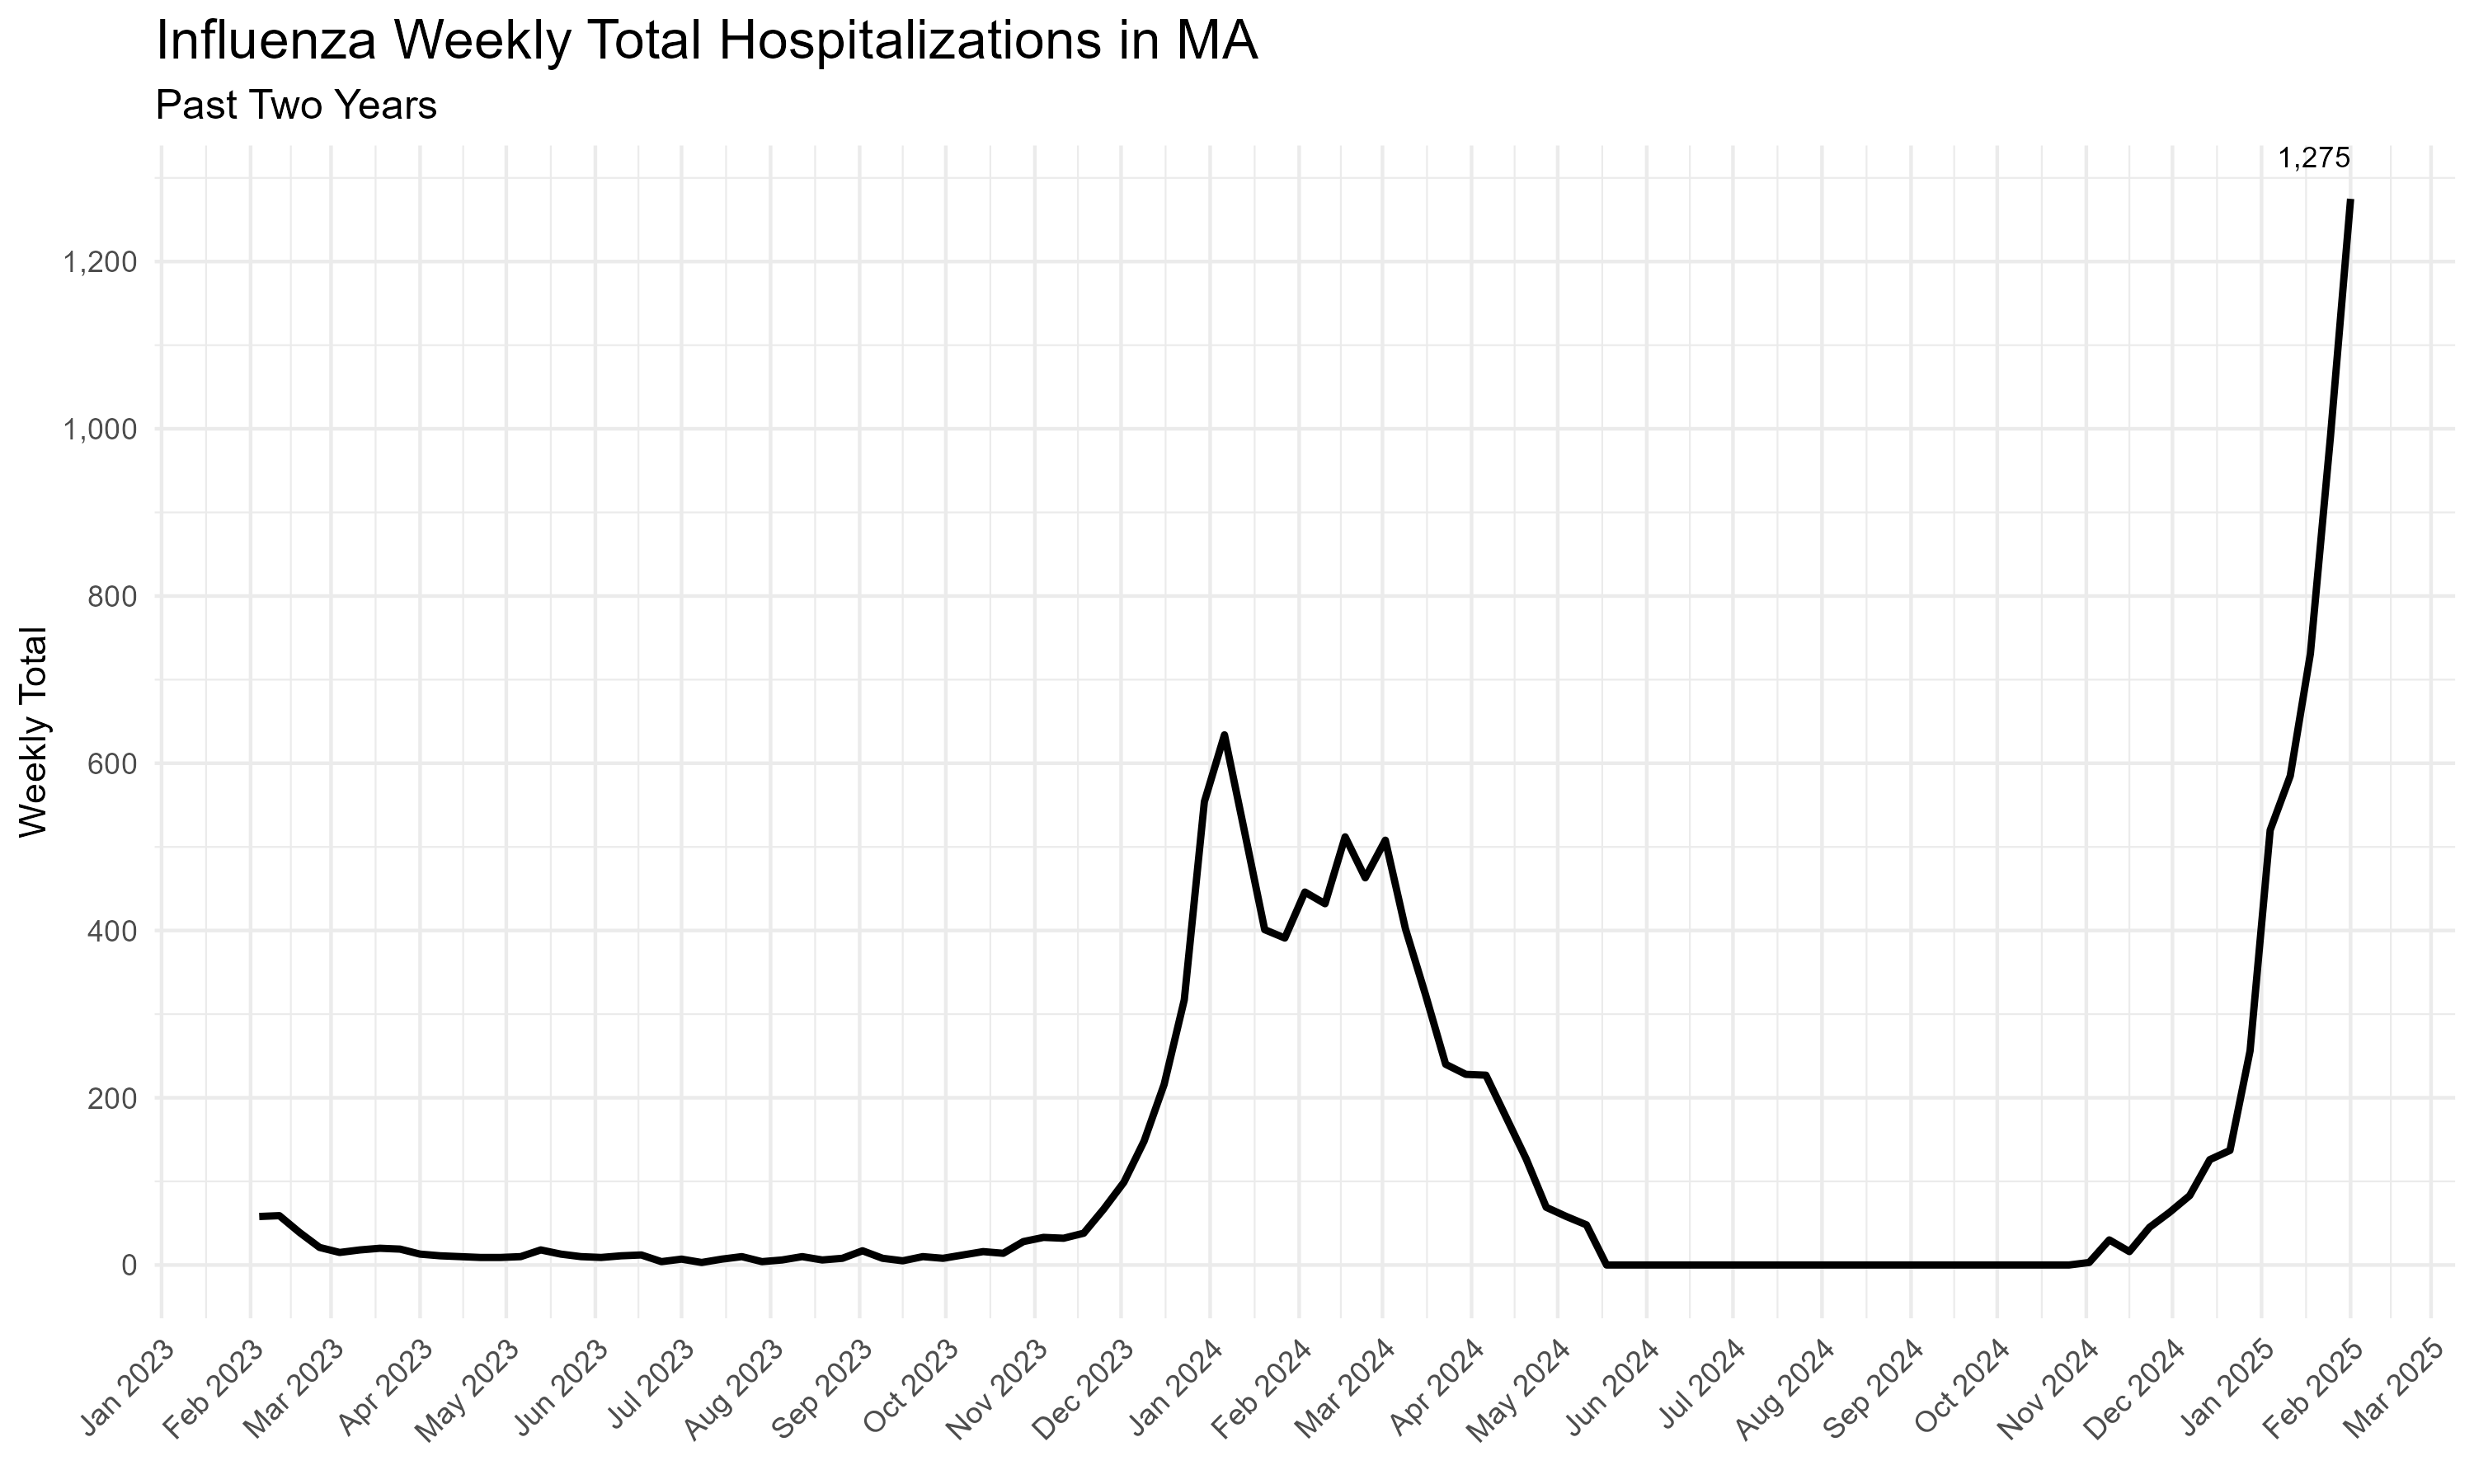 Influenza Weekly Total Hospitalizations in MA
Past Two Years
1,275
1,200
1,000
800
600
400
200
0
Weekly Total
Jan 2023
Feb 2023
Mar 2023
Apr 2023
May 2023
Jun 2023
Jul 2023
Aug 2023
Sep 2023
Oct 2023
Nov 2023
Dec 2023
Jan 2024
Feb 2024
Mar 2024
Apr 2024
May 2024
Jun 2024
Jul 2024
Aug 2024
Sep 2024
Oct 2024
Nov 2024
Dec 2024
Jan 2025
Feb 2025
Mar 2025